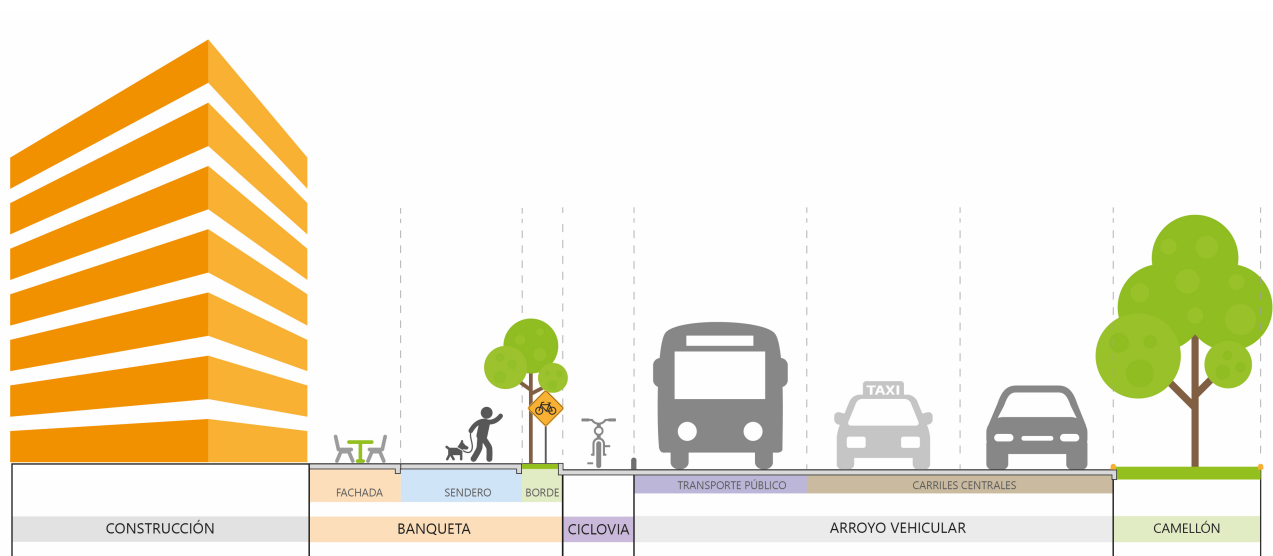 TAXI
FACHADA
SENDERO
BORDE
TRANSPORTE PÚBLICO
CARRILES CENTRALES
CONSTRUCCIÓN
BANQUETA
CICLOVIA
ARROYO VEHICULAR
CAMELLÓN